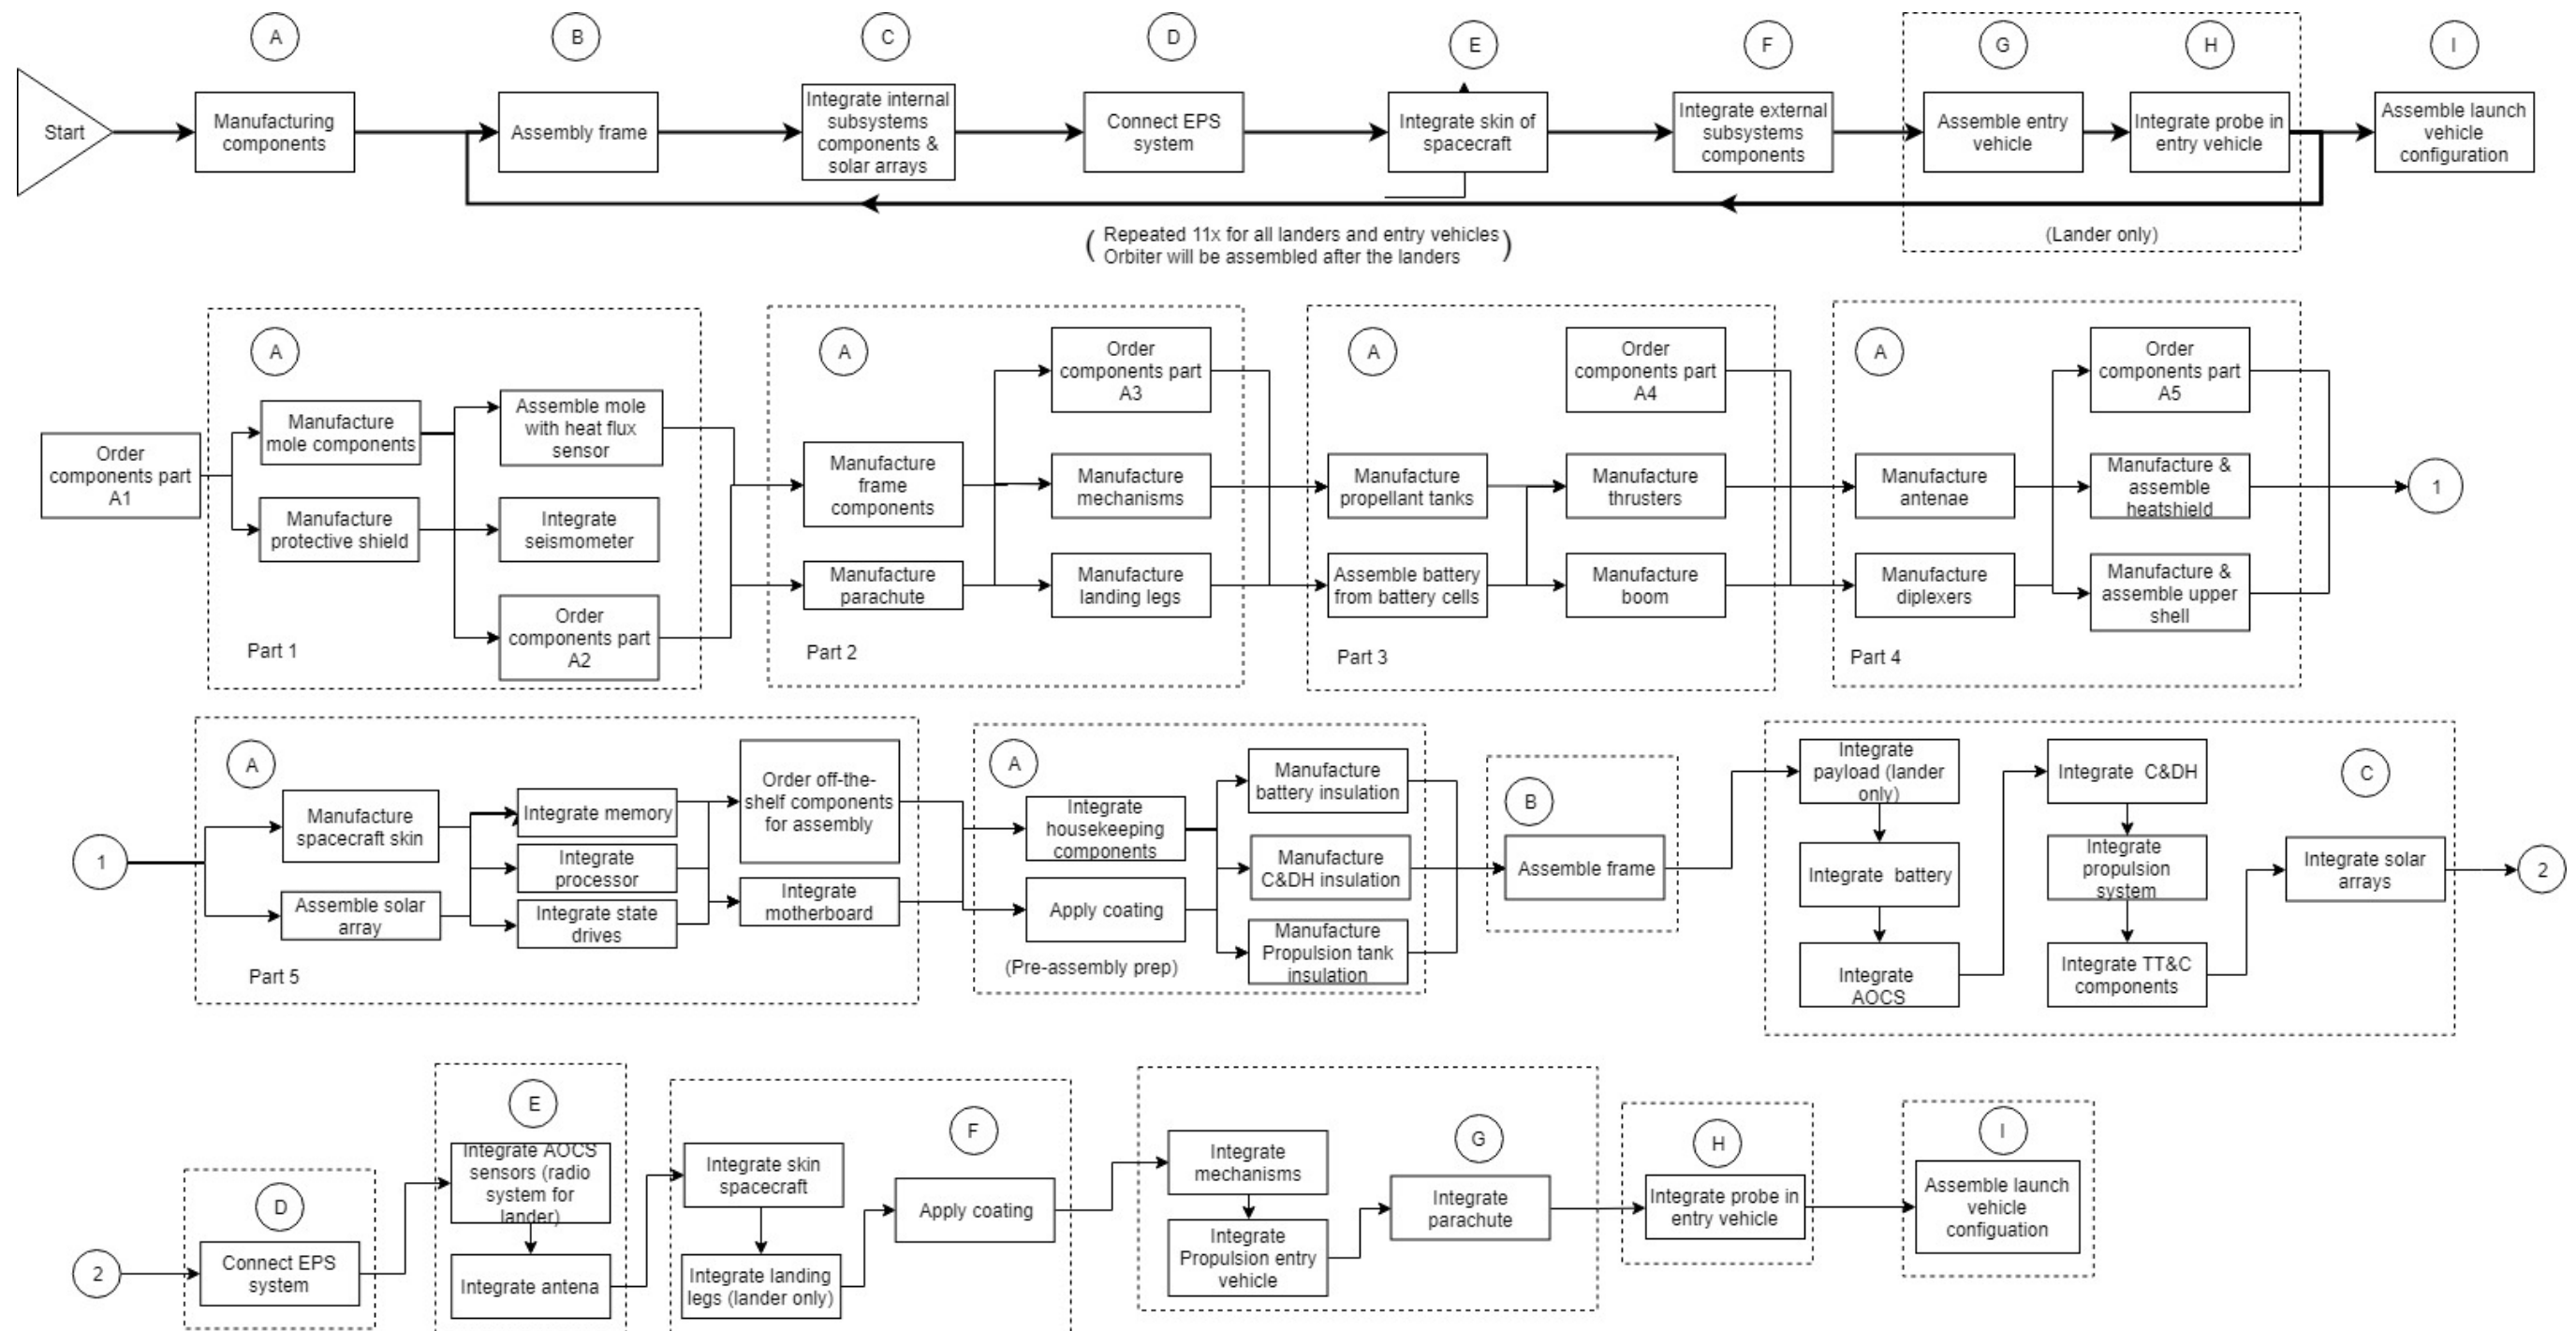 A
B
C
D
E
F
G
H
I
Start
Manufacturing
components
Assembly frame
Integrate internal
subsystems
components &
solar arrays
Connect EPS
system
Integrate skin of
spacecraft
Integrate external
subsystems
components
Assemble entry
vehicle
Integrate probe in
entry vehicle
Assemble launch
vehicle
configuration
( Repeated 11x for all landers and entry vehicles )
Orbiter will be assembled after the landers
(Lander only)
Order
components part
A1
A
Manufacture
mole components
Manufacture
protective shield
Assemble mole
with heat flux
sensor
Integrate
seismometer
Order
components part
A2
Part 1
A
Manufacture
frame
components
Manufacture
parachute
Order
components part
A3
Manufacture
mechanisms
Manufacture
landing legs
Part 2
A
Manufacture
propellant tanks
Assemble battery
from battery cells
Order
components part
A4
Manufacture
thrusters
Manufacture
boom
Part 3
A
Manufacture
antenae
Manufacture
diplexers
Order
components part
A5
Manufacture &
assemble
heatshield
Manufacture &
assemble upper
shell
Part 4
1
1
A
Manufacture
spacecraft skin
Assemble solar
array
Integrate memory
Integrate
processor
Integrate state
drives
Order off-the-
shelf components
for assembly
Integrate
motherboard
Part 5
A
Integrate
housekeeping
components
Apply coating
(Pre-assembly prep)
Manufacture
battery insulation
Manufacture
C&DH insulation
Manufacture
Propulsion tank
insulation
B
Assemble frame
Integrate
payload (lander
only)
Integrate battery
Integrate
AOCS
Integrate C&DH
Integrate
propulsion
system
Integrate TT&C
components
C
Integrate solar
arrays
2
2
D
Connect EPS
system
E
Integrate AOCS
sensors (radio
system for
lander)
Integrate antena
Integrate skin
spacecraft
Integrate landing
legs (lander only)
F
Apply coating
Integrate
mechanisms
Integrate
Propulsion entry
vehicle
G
Integrate
parachute
H
Integrate probe in
entry vehicle
I
Assemble launch
vehicle
configuation